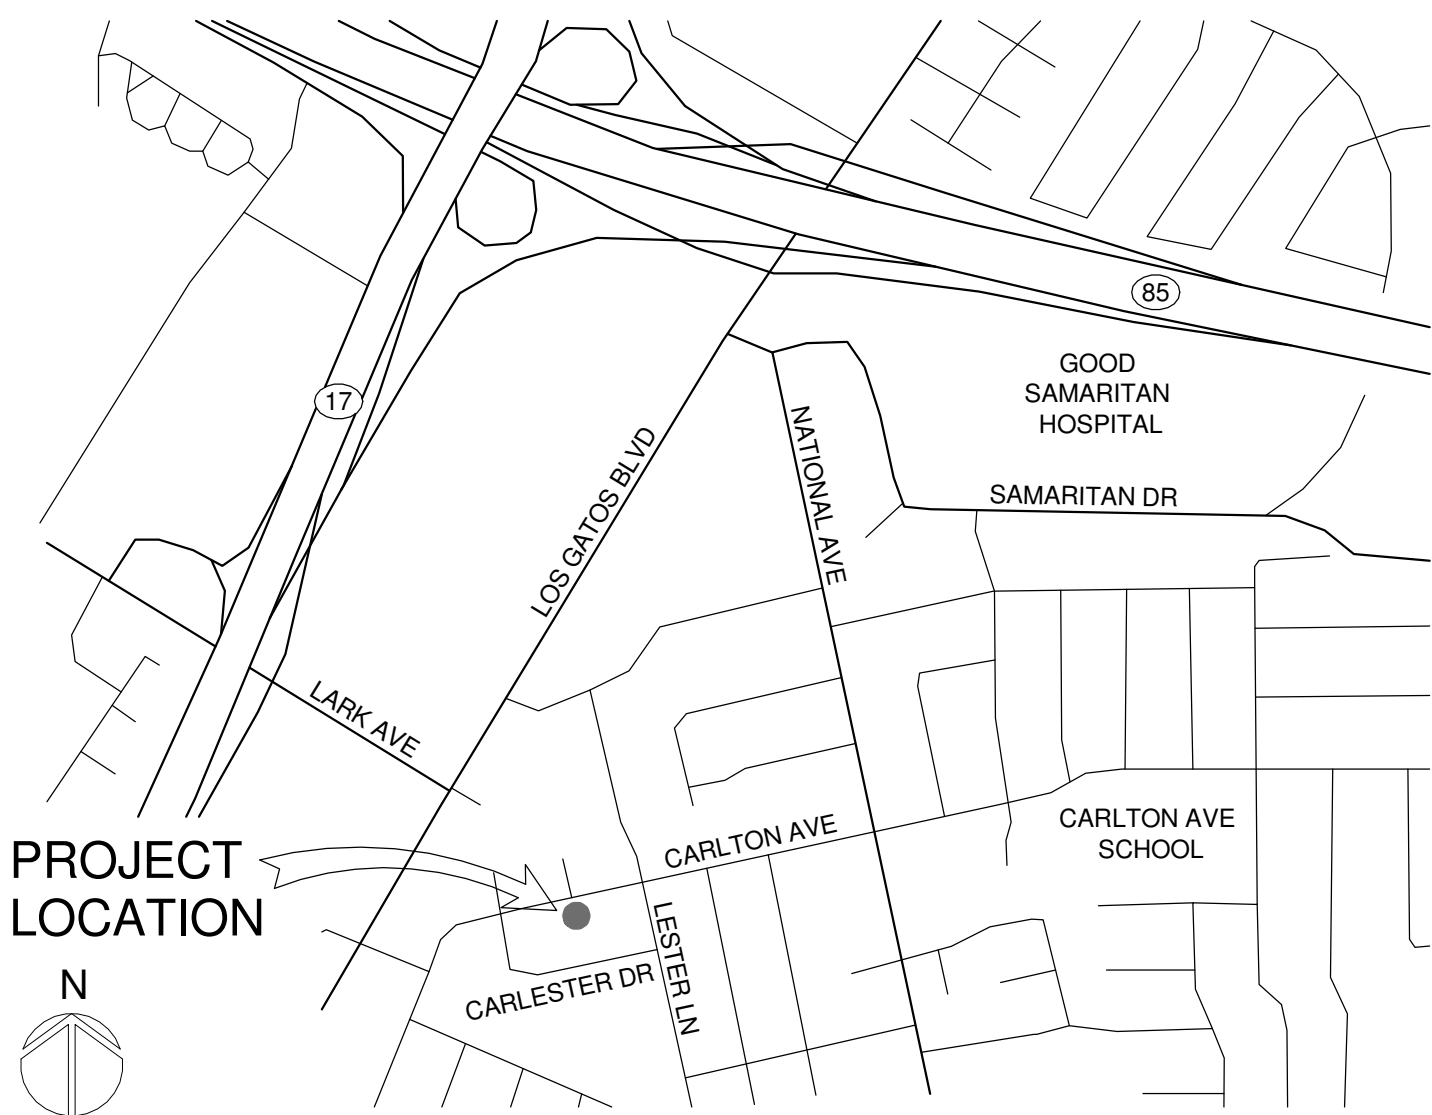 85
GOOD
SAMARITAN
HOSPITAL
17
NATIONAL AVE
LOS GATOS BLVD
SAMARITAN DR
LARK AVE
CARLTON AVE
CARLTON AVE
SCHOOL
PROJECT
LOCATION
LESTER LN
CARLESTER DR
N